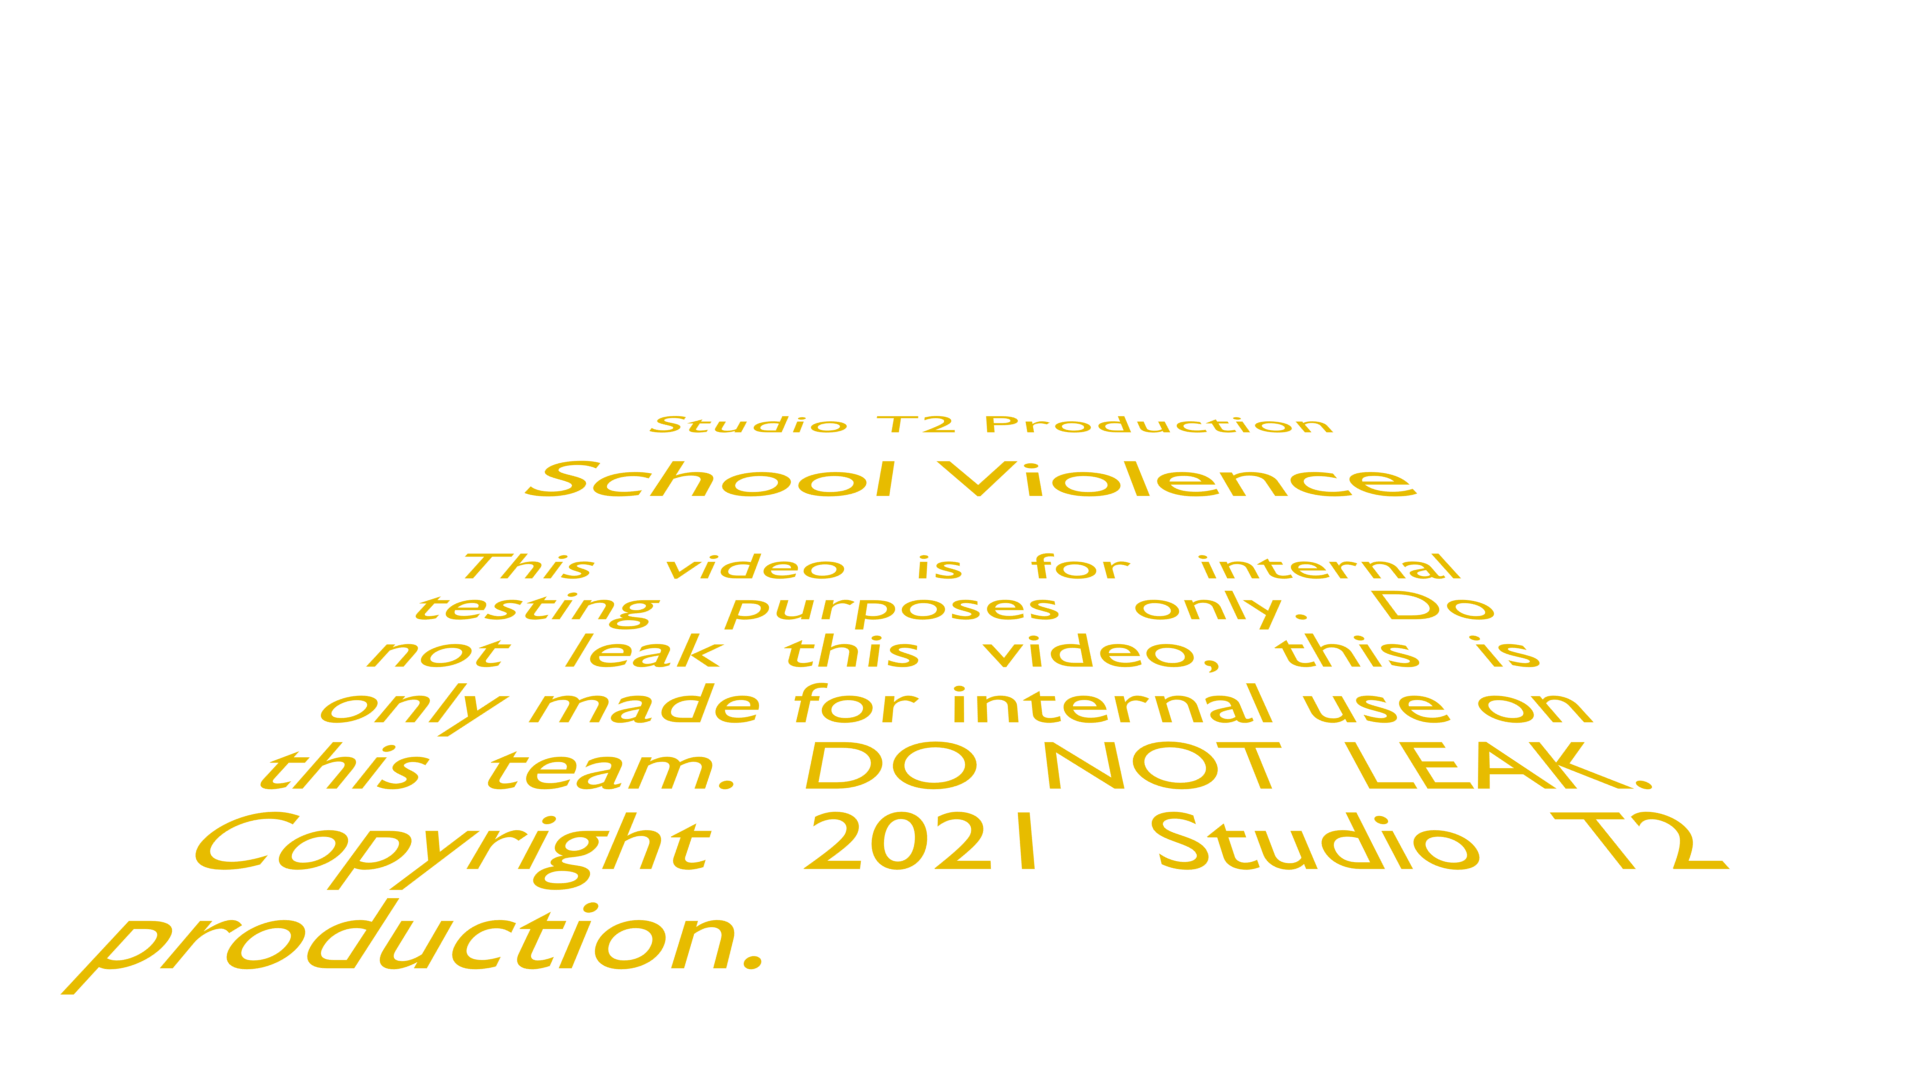 Studio T2 Production
School Violence
This video is for internal
testing purposes only. Do
not leak this video, this is
only made for internal use on
this team. DO NOT LEAK.
Copyright 2021 Studio T2
production.